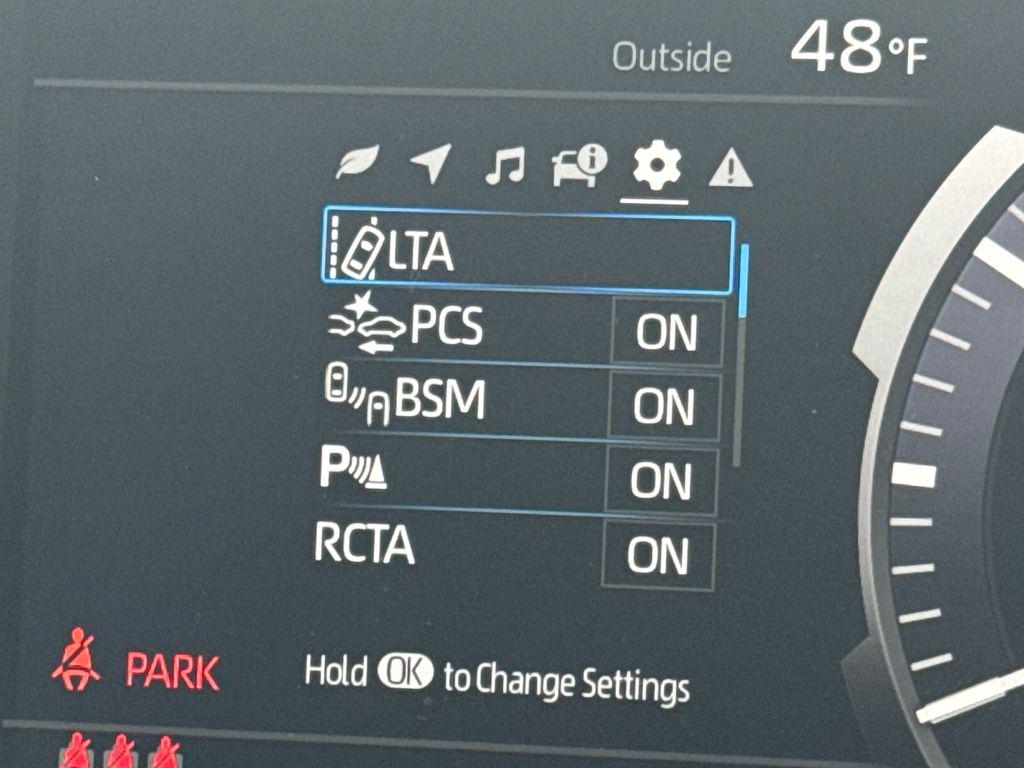 Outside 48°F
LTA
PCS ON
BSM ON
P ON
RCTA ON
PARK
Hold OK to Change Settings